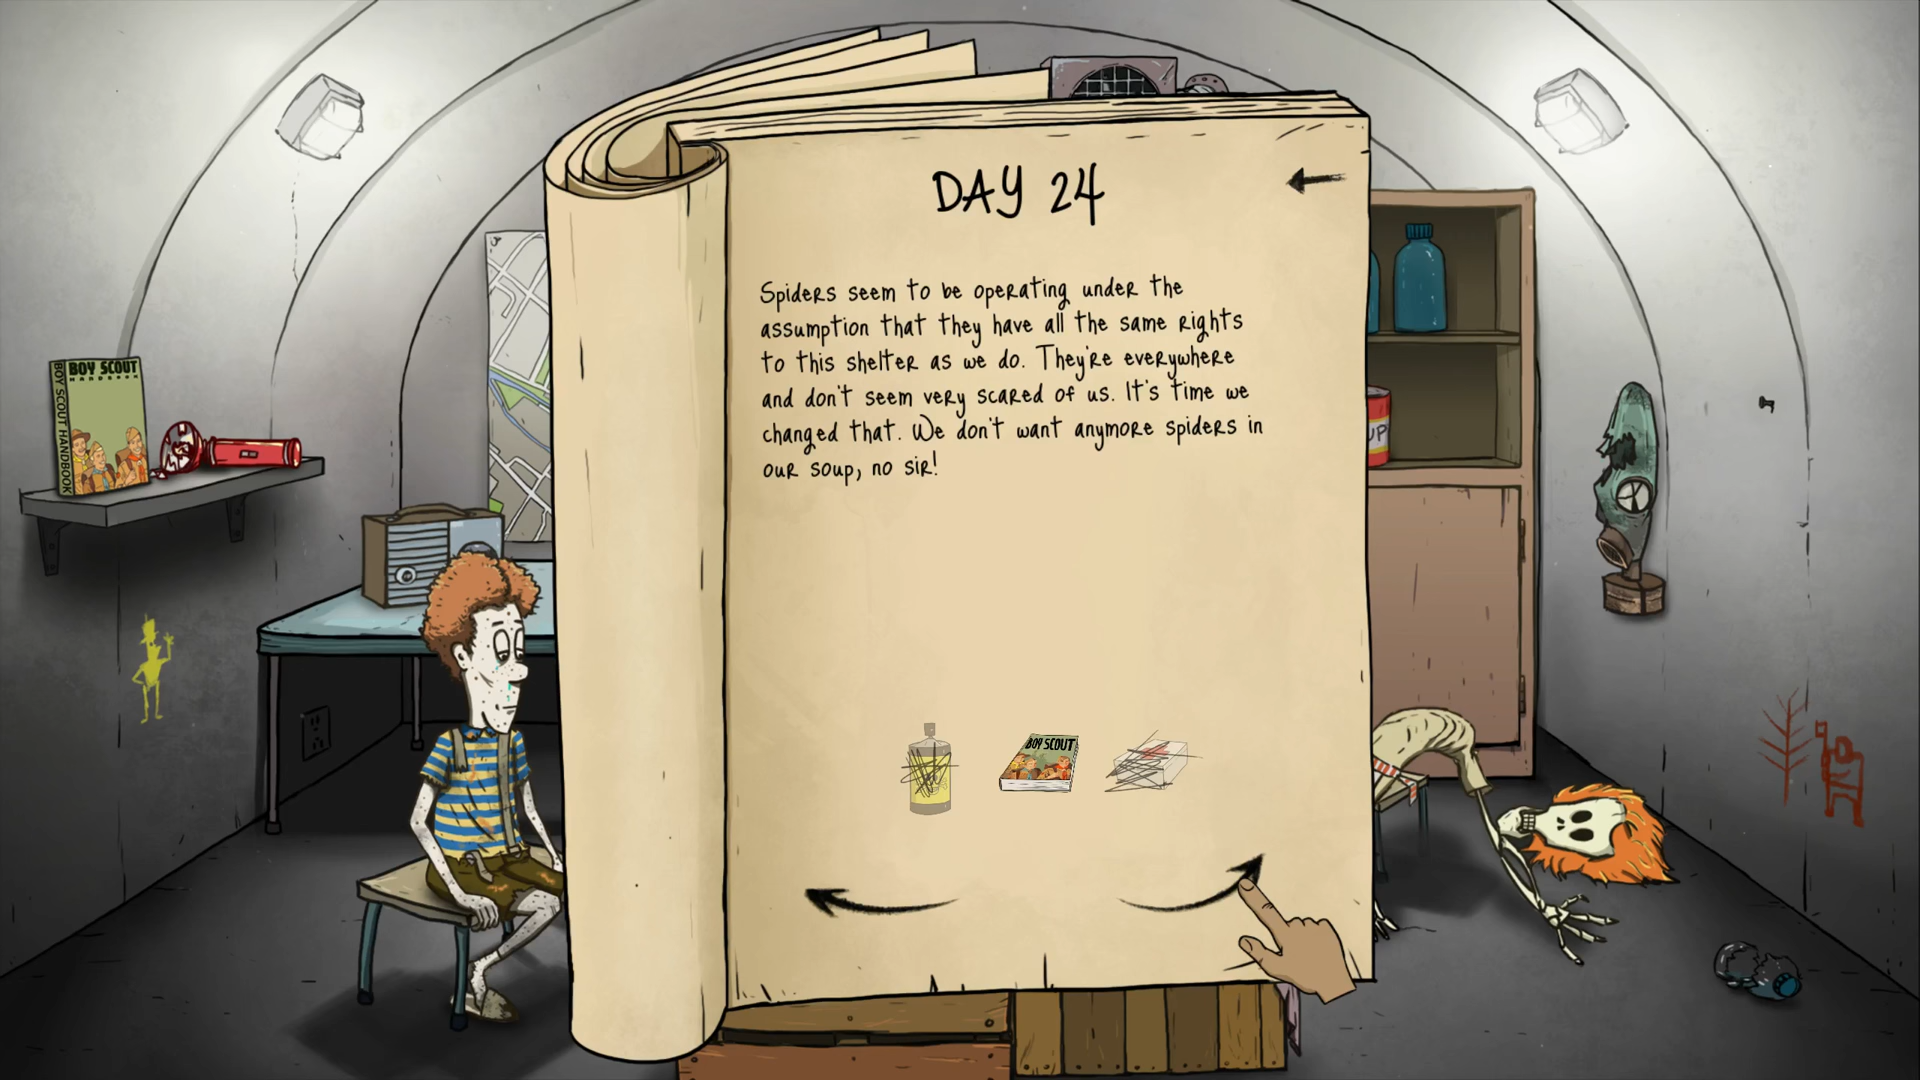 DAY 24
Spiders seem to be operating under the
assumption that they have all the same rights
to this shelter as we do. They're everywhere
and don't seem very scared of us. It's time we
changed that. We don't want anymore spiders in
our soup, no sir!
BOY SCOUT
HANDBOOK
BOY SCOUT HANDBOOK
BOY SCOUT
UP